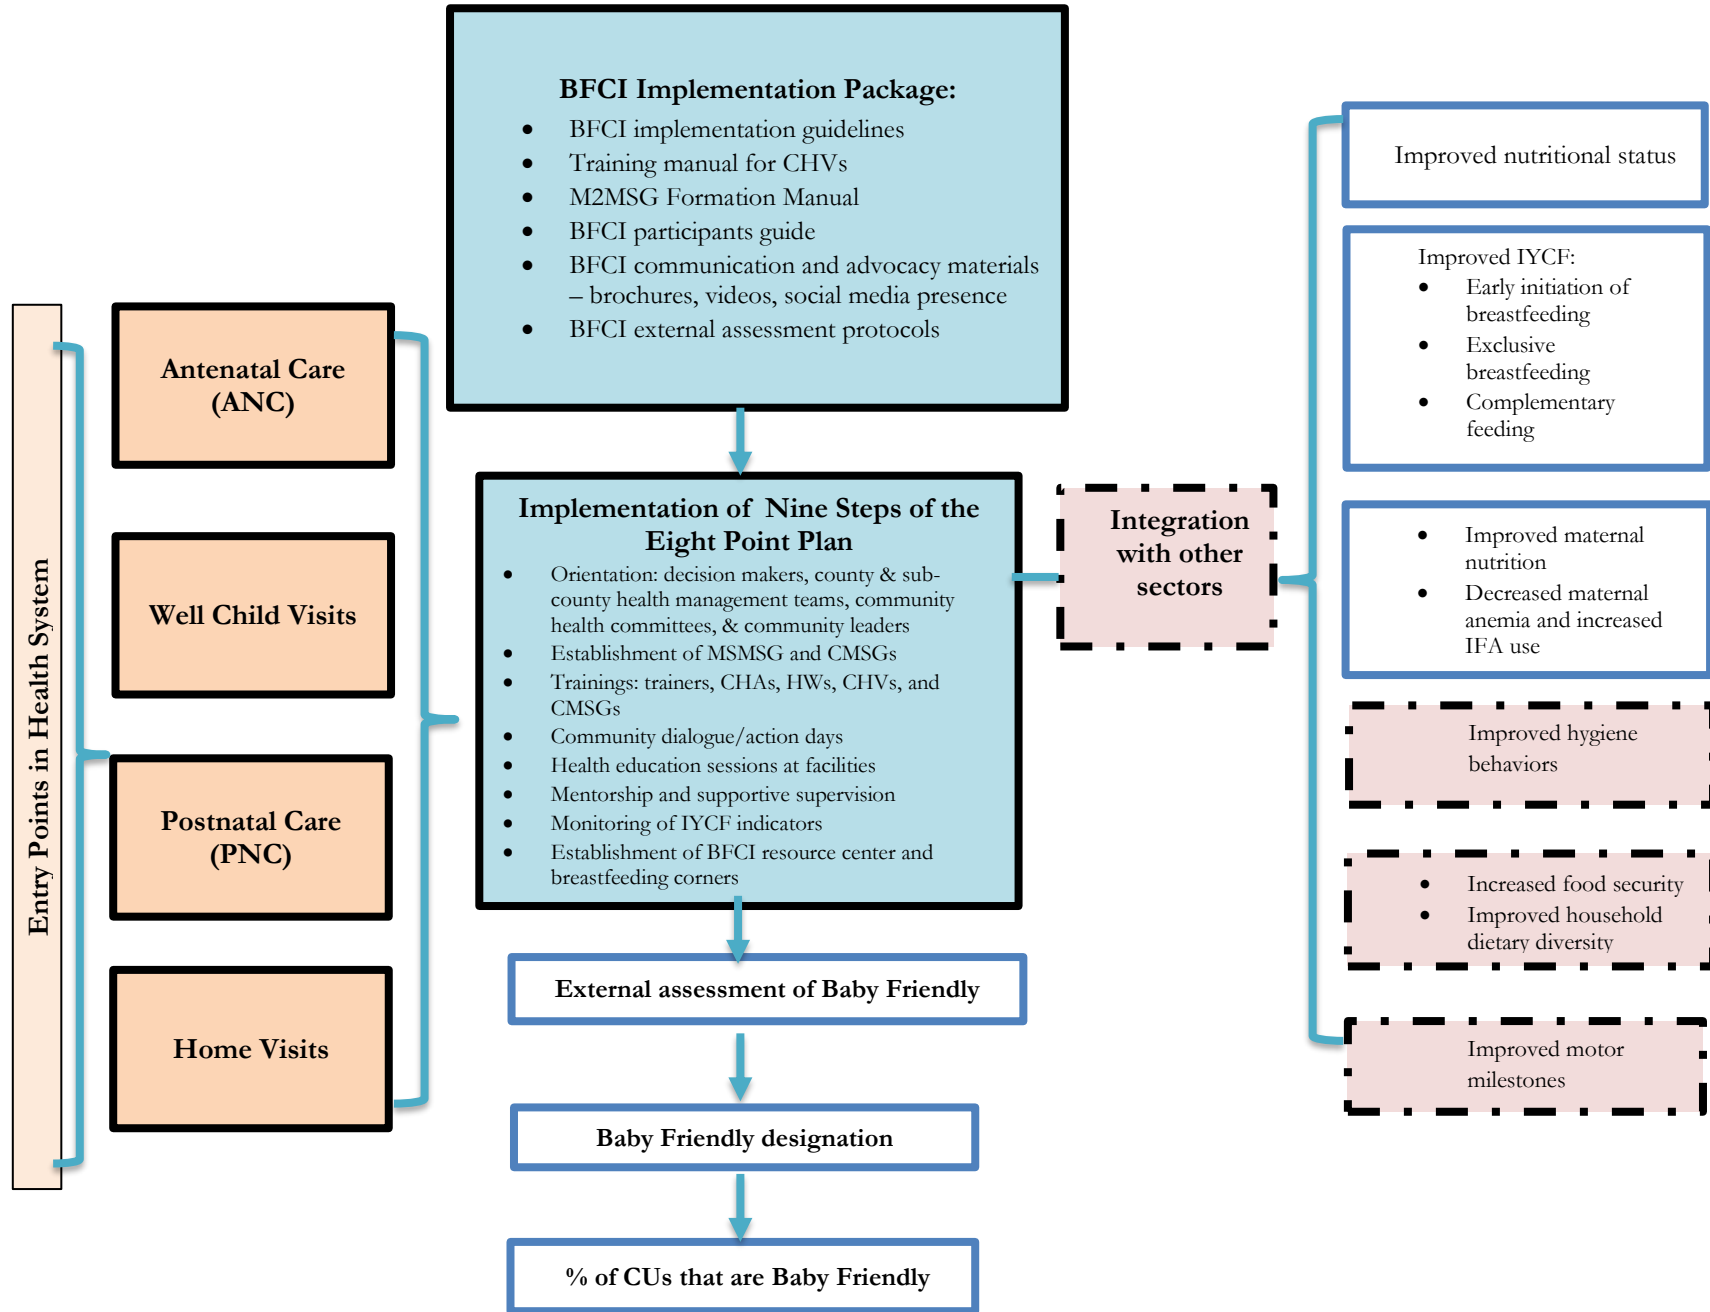 Entry Points in Health System
Antenatal Care
(ANC)
Well Child Visits
Postnatal Care
(PNC)
Home Visits
BFCI Implementation Package:
• BFCI implementation guidelines
• Training manual for CHVs
• M2MSG Formation Manual
• BFCI participants guide
• BFCI communication and advocacy materials
– brochures, videos, social media presence
• BFCI external assessment protocols
Implementation of Nine Steps of the
Eight Point Plan
• Orientation: decision makers, county & sub-
county health management teams, community
health committees, & community leaders
• Establishment of MSMSG and CMSGs
• Trainings: trainers, CHAs, HWs, CHVs, and
CMSGs
• Community dialogue/action days
• Health education sessions at facilities
• Mentorship and supportive supervision
• Monitoring of IYCF indicators
• Establishment of BFCI resource center and
breastfeeding corners
External assessment of Baby Friendly
Baby Friendly designation
% of CUs that are Baby Friendly
Integration
with other
sectors
Improved nutritional status
Improved IYCF:
• Early initiation of
breastfeeding
• Exclusive
breastfeeding
• Complementary
feeding
• Improved maternal
nutrition
• Decreased maternal
anemia and increased
IFA use
Improved hygiene
behaviors
• Increased food security
• Improved household
dietary diversity
Improved motor
milestones